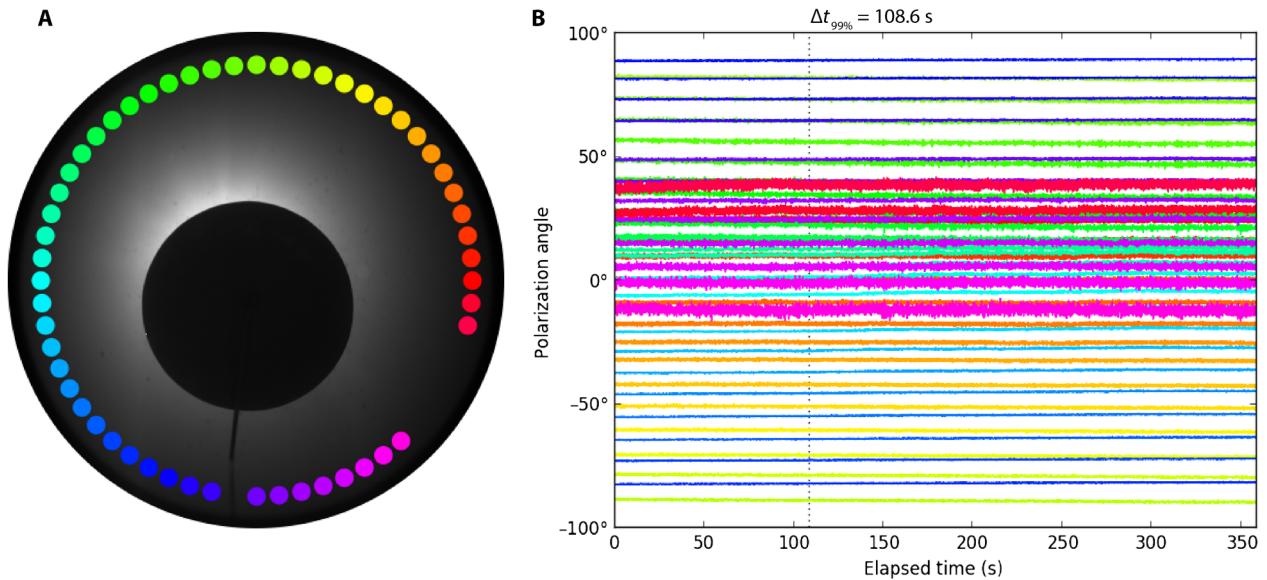 A
B
Δt99% = 108.6 s
100°
50°
0°
–50°
–100°
Polarization angle
0 50 100 150 200 250 300 350
Elapsed time (s)